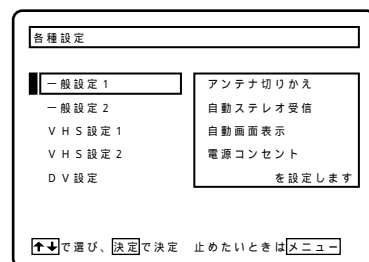 各種設定
一般設定1
一般設定2
VHS設定1
VHS設定2
DV設定
アンテナ切りかえ
自動ステレオ受信
自動画面表示
電源コンセント
を設定します
↑↓で選び、決定で決定 止めたいときはメニュー